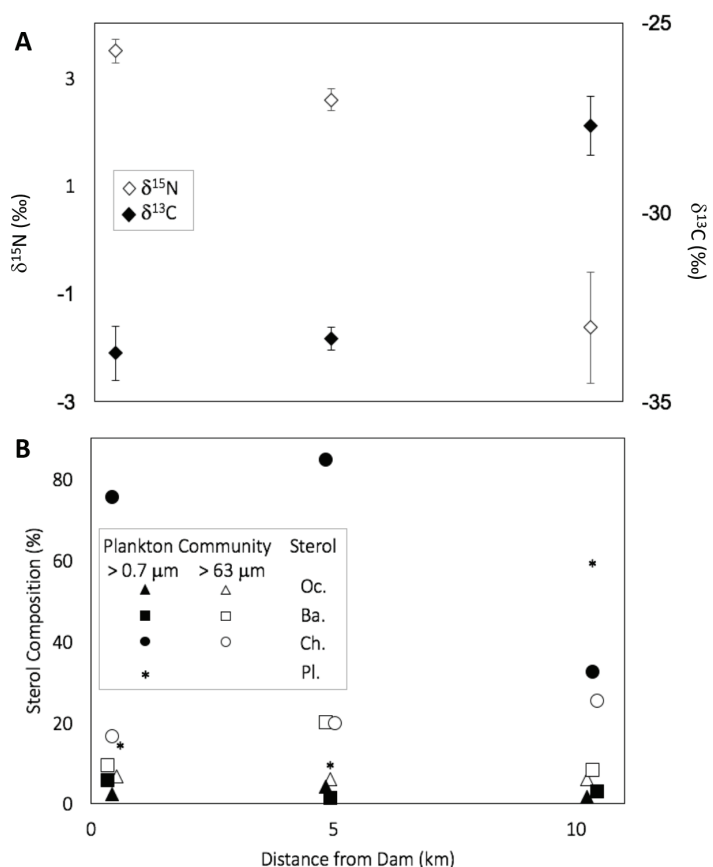 A
-25
3
1
-1
-3
-30
-35
δ¹⁵N (‰)
δ¹³C (‰)
δ¹⁵N
δ¹³C
B
80
60
40
20
0
Sterol Composition (%)
Plankton Community Sterol
> 0.7 μm > 63 μm
Oc.
Ba.
Ch.
Pl.
0 5 10
Distance from Dam (km)